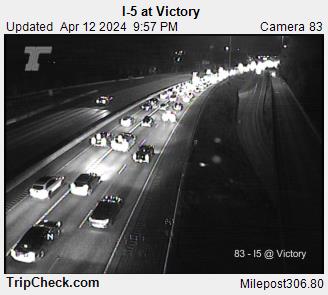 I-5 at Victory
Updated Apr 12 2024 9:57 PM Camera 83
T
N
83 - I5 @ Victory
TripCheck.com Milepost306.80